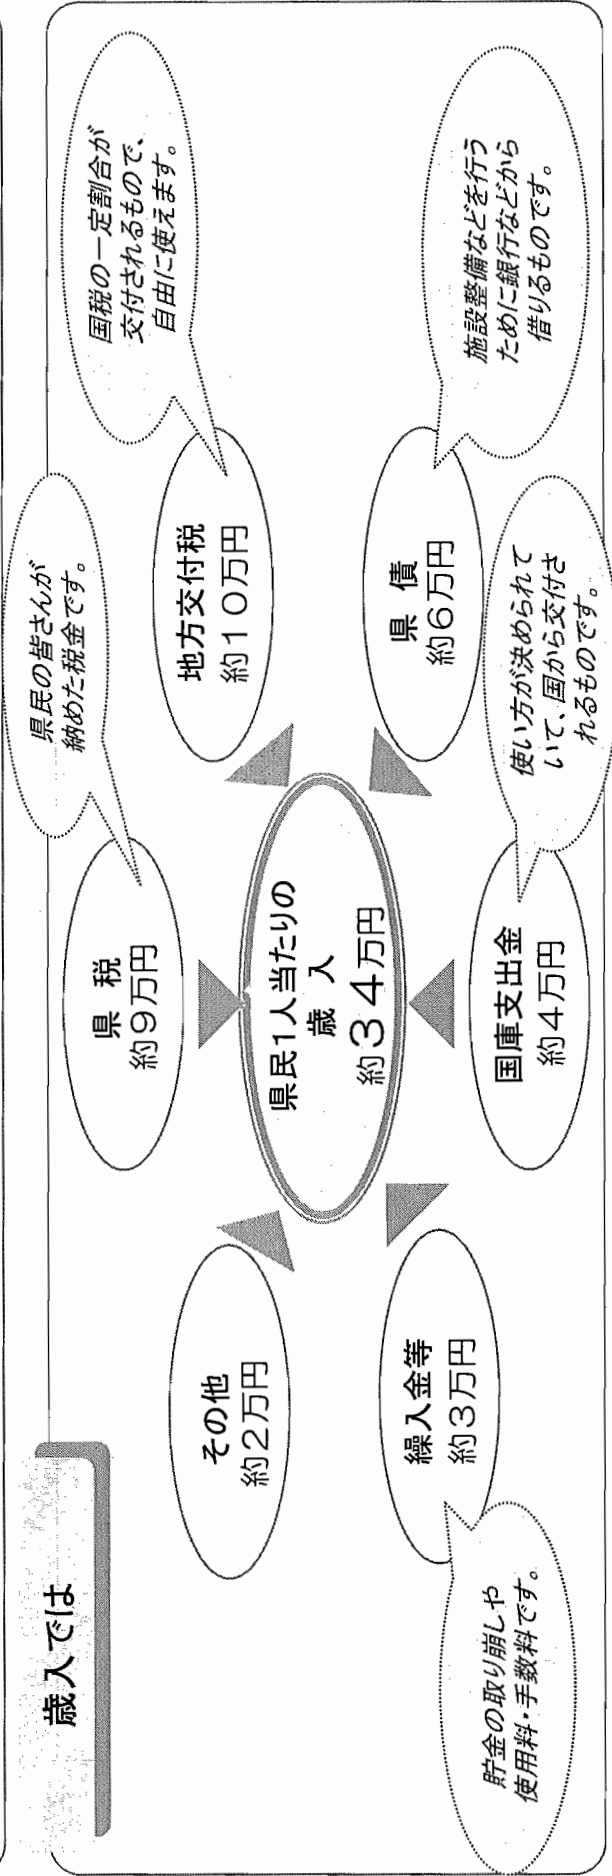 歳入では
県民の皆さんが
納めた税金です。
国税の一定割合が
交付されるもので、
自由に使えます。
県 税
約9万円
地方交付税
約10万円
その他
約2万円
県民1人当たりの
歳 入
約34万円
県 債
約6万円
繰入金等
約3万円
国庫支出金
約4万円
施設整備などを行う
ために銀行などから
借りるものです。
使い方が決められて
いて、国から交付さ
れるものです。
貯金の取り崩しや
使用料・手数料です。